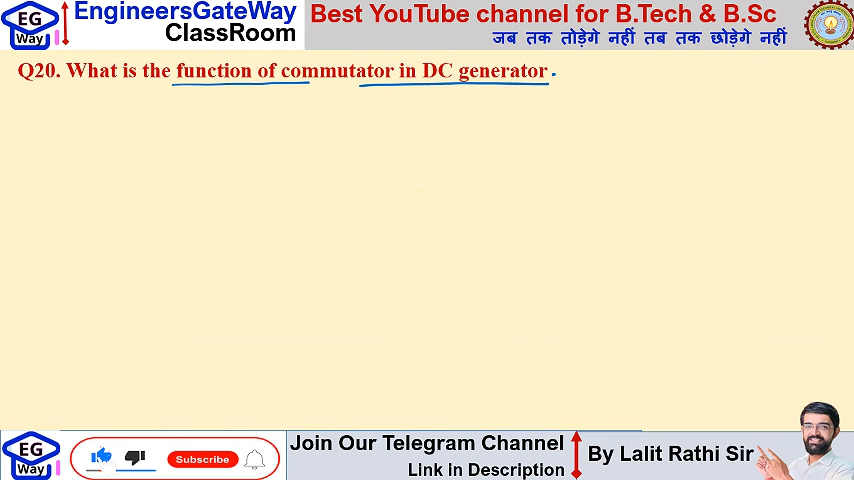 EG
Way
EngineersGateWay
ClassRoom
Best YouTube channel for B.Tech & B.Sc
जब तक तोड़ेगे नहीं तब तक छोड़ेगे नहीं
Q20. What is the function of commutator in DC generator
EG
Way
Subscribe
Join Our Telegram Channel
Link in Description
By Lalit Rathi Sir